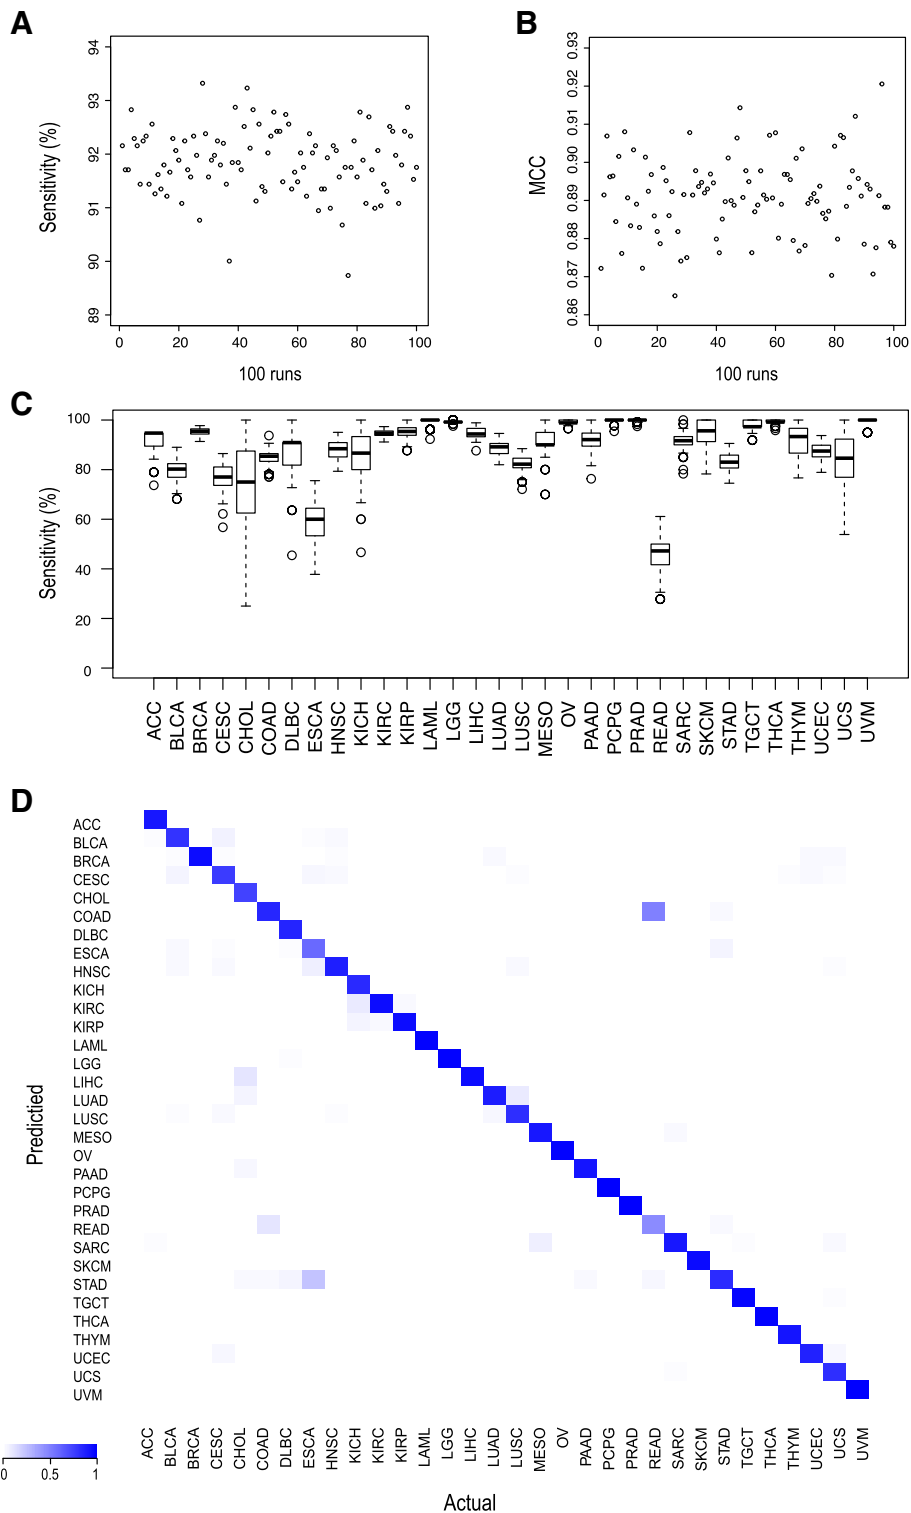 A
Sensitivity (%)
94
93
92
91
90
89
0 20 40 60 80 100
100 runs
B
MCC
0.93
0.92
0.91
0.90
0.89
0.88
0.87
0.86
0 20 40 60 80 100
100 runs
C
Sensitivity (%)
100
80
60
40
20
0
ACC BLCA BRCA CESC CHOL COAD DLBC ESCA HNSC KICH KIRC KIRP LAML LGG LIHC LUAD LUSC MESO OV PAAD PCPG PRAD READ SARC SKCM STAD TGCT THCA THYM UCEC UCS UVM
D
Predictied
ACC
BLCA
BRCA
CESC
CHOL
COAD
DLBC
ESCA
HNSC
KICH
KIRC
KIRP
LAML
LGG
LIHC
LUAD
LUSC
MESO
OV
PAAD
PCPG
PRAD
READ
SARC
SKCM
STAD
TGCT
THCA
THYM
UCEC
UCS
UVM
ACC BLCA BRCA CESC CHOL COAD DLBC ESCA HNSC KICH KIRC KIRP LAML LGG LIHC LUAD LUSC MESO OV PAAD PCPG PRAD READ SARC SKCM STAD TGCT THCA THYM UCEC UCS UVM
0 0.5 1
Actual